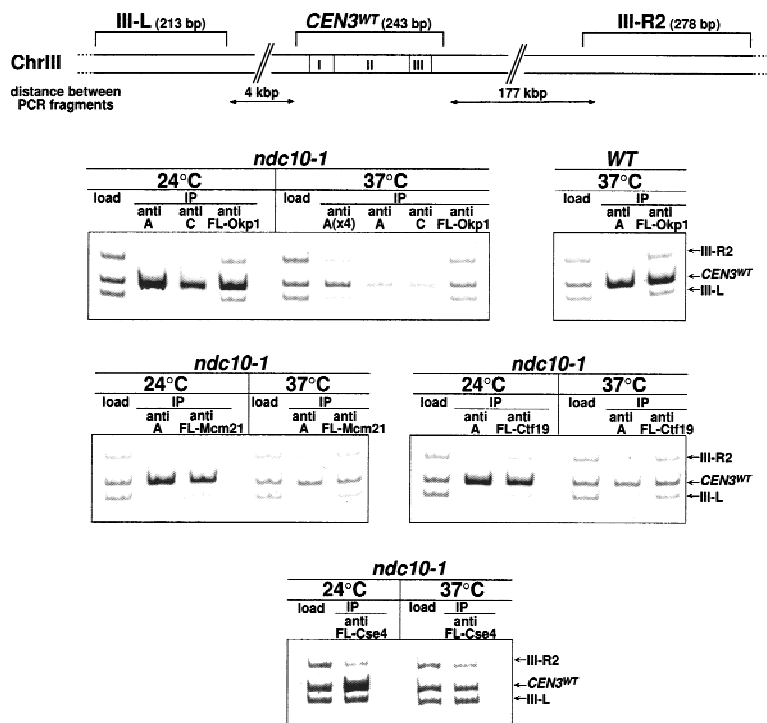 III-L (213 bp) CEN3WT (243 bp) III-R2 (278 bp)
ChrIII I II III
distance between
PCR fragments
4 kbp 177 kbp
ndc10-1 WT
24°C 37°C 37°C
load IP load IP load IP
anti A anti C anti FL-Okp1 anti A(x4) anti A anti C anti FL-Okp1 anti A anti FL-Okp1
III-R2
CEN3WT
III-L
ndc10-1 ndc10-1
24°C 37°C 24°C 37°C
load IP load IP load IP load IP
anti A anti FL-Mcm21 anti A anti FL-Mcm21 anti A anti FL-Ctf19 anti A anti FL-Ctf19
III-R2
CEN3WT
III-L
ndc10-1
24°C 37°C
load IP load IP
anti anti
FL-Cse4 FL-Cse4
III-R2
CEN3WT
III-L